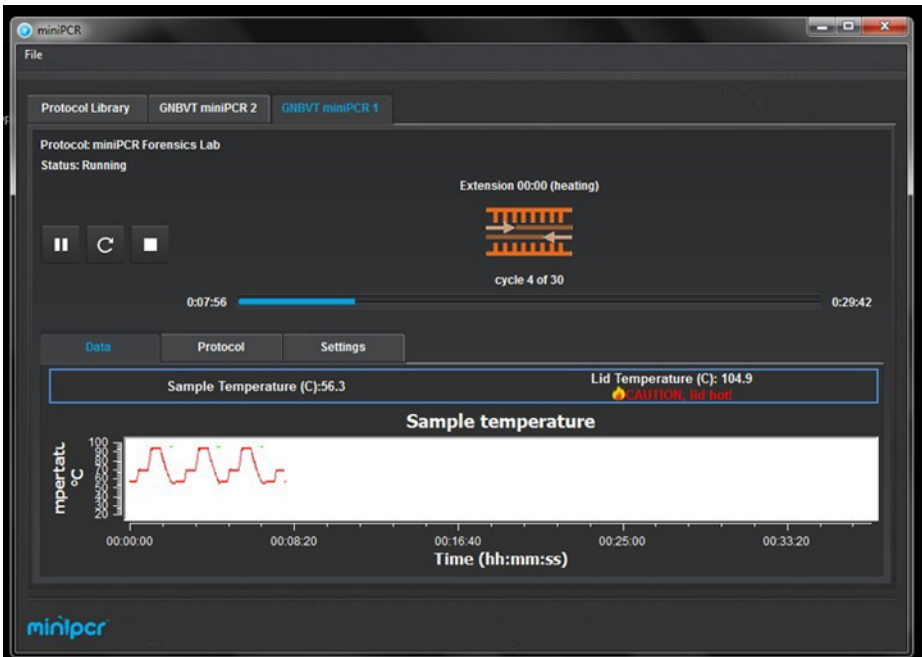 miniPCR
File
Protocol Library GNBVT miniPCR 2 GNBVT miniPCR 1
Protocol: miniPCR Forensics Lab
Status: Running
Extension 00:00 (heating)
cycle 4 of 30
0:07:56 0:29:42
Data Protocol Settings
Sample Temperature (C):56.3 Lid Temperature (C): 104.9
CAUTION, lid hot!
Sample temperature
mpertatu
°C
100
90
80
70
60
50
40
30
20
00:00:00 00:08:20 00:16:40 00:25:00 00:33:20
Time (hh:mm:ss)
minipcr